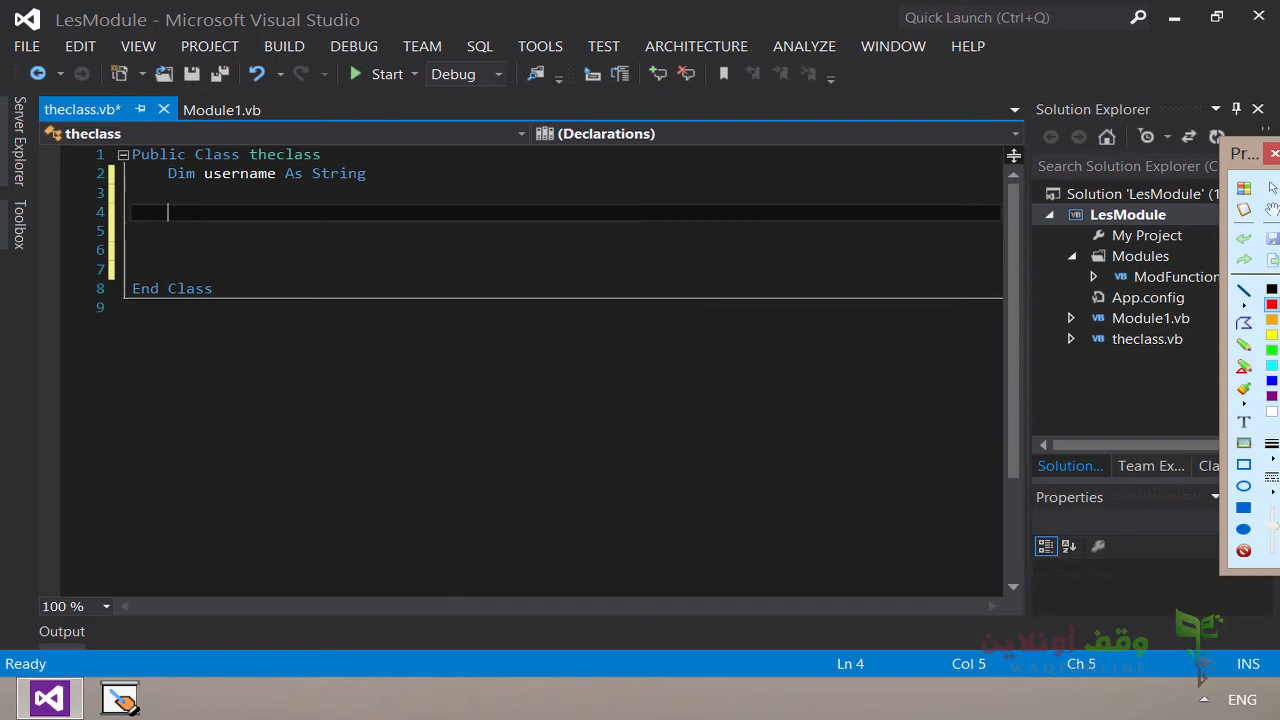 LesModule - Microsoft Visual Studio
Quick Launch (Ctrl+Q)
FILE EDIT VIEW PROJECT BUILD DEBUG TEAM SQL TOOLS TEST ARCHITECTURE ANALYZE WINDOW HELP
Start Debug
Server Explorer
Toolbox
theclass.vb* Module1.vb
theclass (Declarations)
1 Public Class theclass
2 Dim username As String
3
4
5
6
7
8 End Class
9
100 %
Output
Solution Explorer
Search Solution Explorer (
Solution 'LesModule' (1
LesModule
My Project
Modules
ModFunction
App.config
Module1.vb
theclass.vb
Solution... Team Ex... Cla
Properties
Pr...
T
وقف أونلاين
WAQF ONLINE
Ready Ln 4 Col 5 Ch 5 INS
ENG